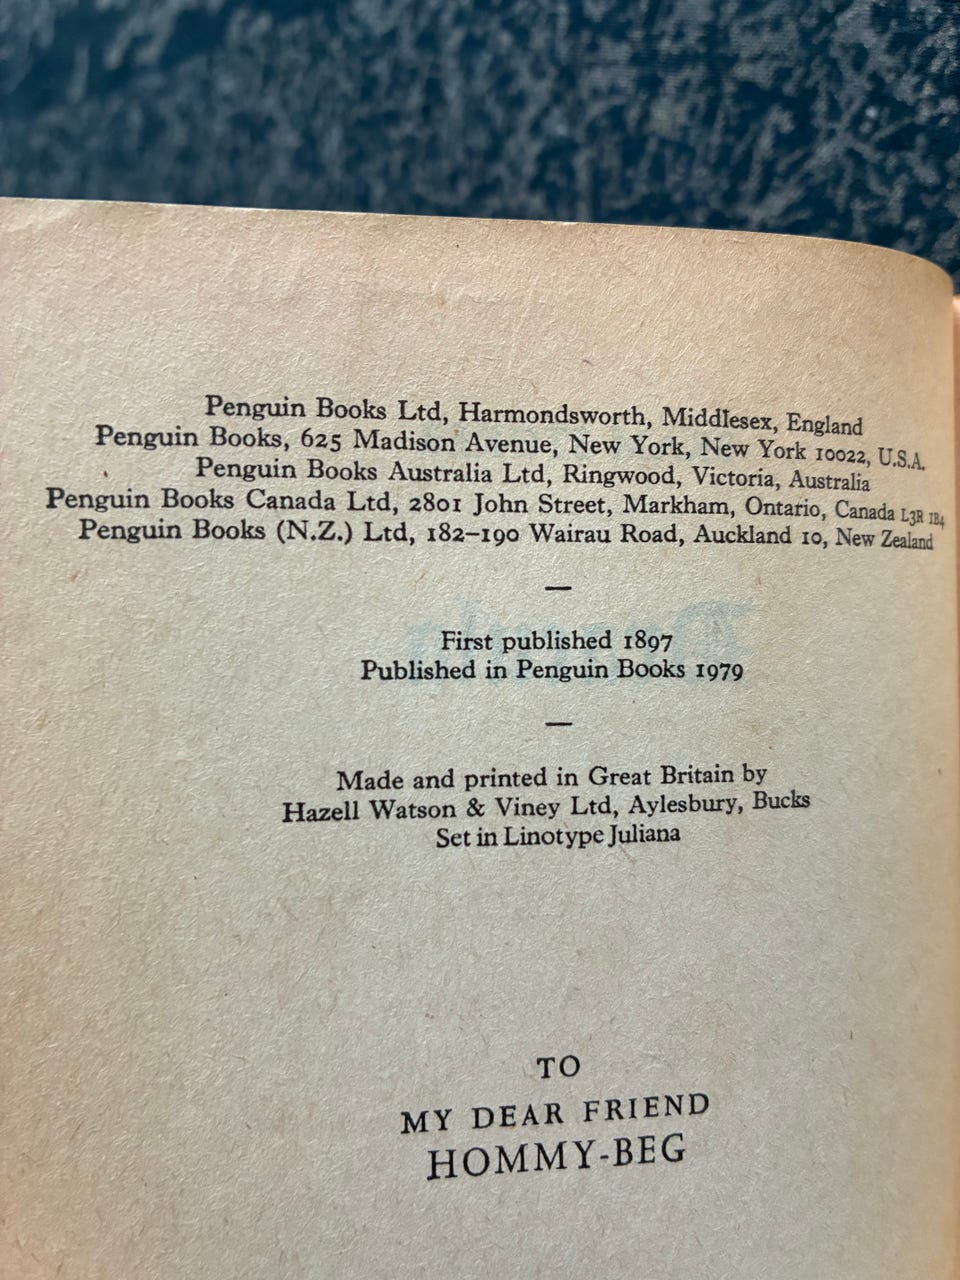 Penguin Books Ltd, Harmondsworth, Middlesex, England
Penguin Books, 625 Madison Avenue, New York, New York 10022, U.S.A.
Penguin Books Australia Ltd, Ringwood, Victoria, Australia
Penguin Books Canada Ltd, 2801 John Street, Markham, Ontario, Canada L3R 1B4
Penguin Books (N.Z.) Ltd, 182–190 Wairau Road, Auckland 10, New Zealand
—
First published 1897
Published in Penguin Books 1979
—
Made and printed in Great Britain by
Hazell Watson & Viney Ltd, Aylesbury, Bucks
Set in Linotype Juliana
TO
MY DEAR FRIEND
HOMMY-BEG